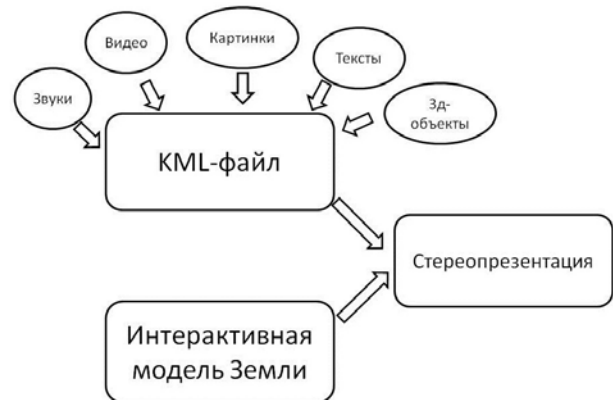 Звуки
Видео
Картинки
Тексты
3д-
объекты
KML-файл
Стереопрезентация
Интерактивная
модель Земли